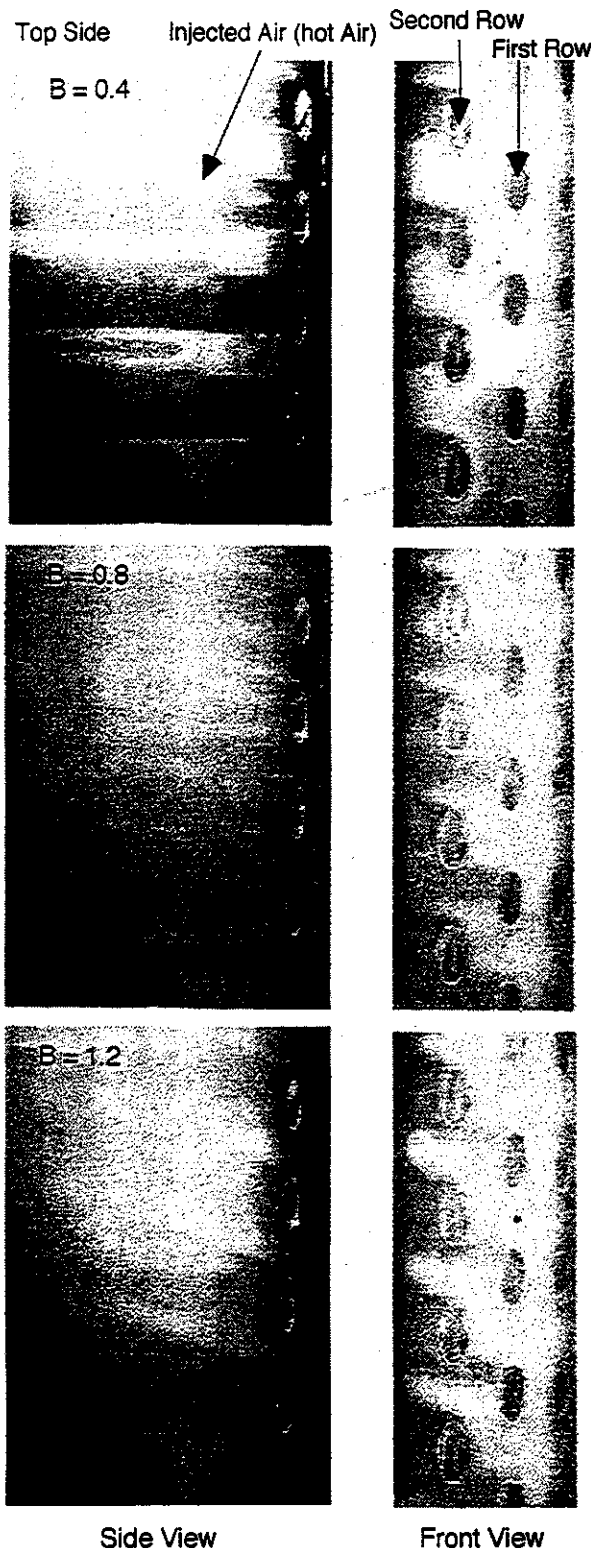 Second Row
Top Side Injected Air (hot Air)
First Row
B = 0.4
B = 0.8
B = 1.2
Side View Front View